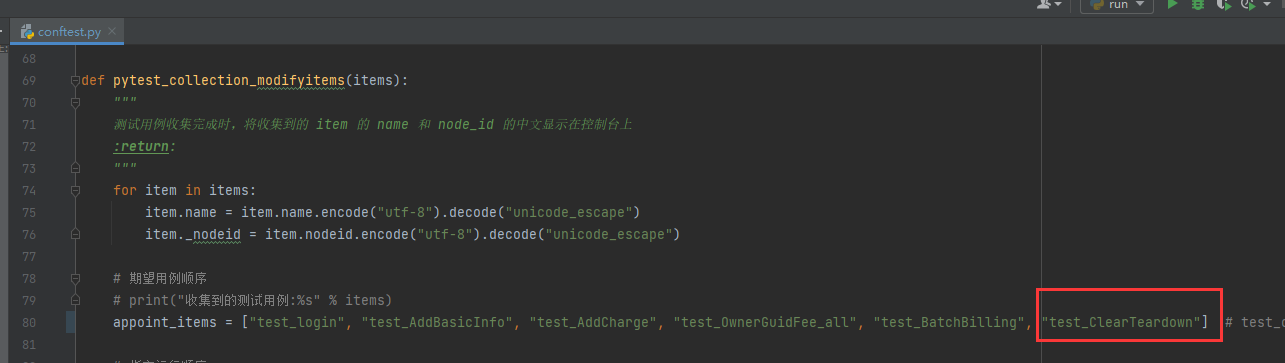 run
conftest.py
68
69 def pytest_collection_modifyitems(items):
70 """
71 测试用例收集完成时，将收集到的 item 的 name 和 node_id 的中文显示在控制台上
72 :return:
73 """
74 for item in items:
75 item.name = item.name.encode("utf-8").decode("unicode_escape")
76 item._nodeid = item.nodeid.encode("utf-8").decode("unicode_escape")
77
78 # 期望用例顺序
79 # print("收集到的测试用例:%s" % items)
80 appoint_items = ["test_login", "test_AddBasicInfo", "test_AddCharge", "test_OwnerGuidFee_all", "test_BatchBilling", "test_ClearTeardown"] # test_
81